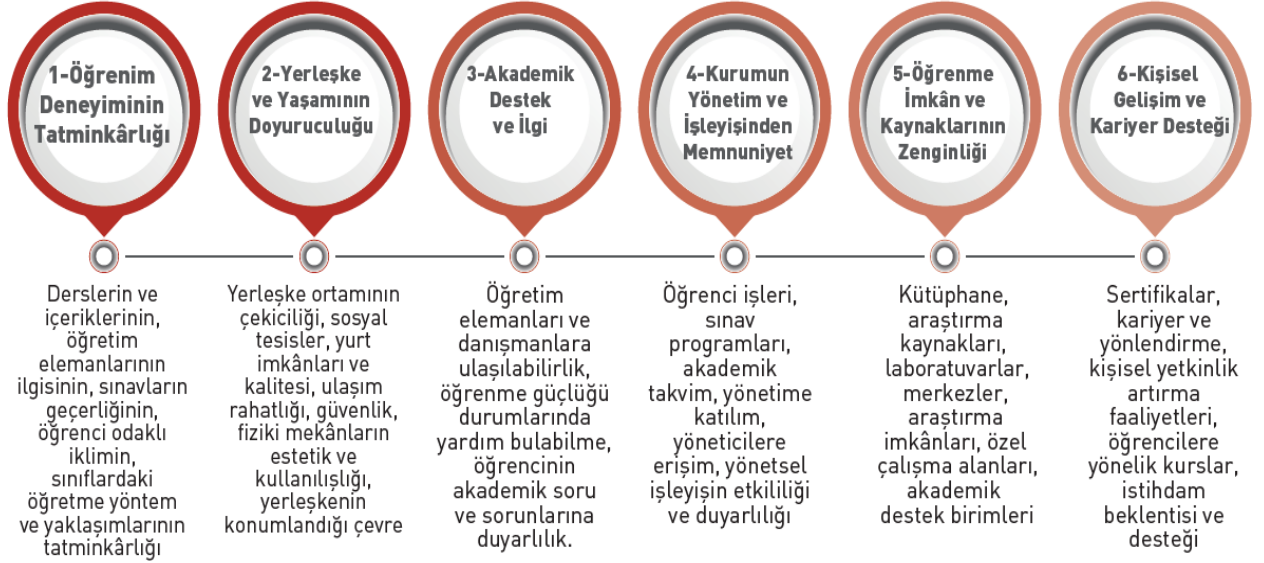 1-Öğrenim
Deneyiminin
Tatminkârlığı
2-Yerleşke
ve Yaşamının
Doyuruculuğu
3-Akademik
Destek
ve İlgi
4-Kurumun
Yönetim ve
İşleyişinden
Memnuniyet
5-Öğrenme
İmkân ve
Kaynaklarının
Zenginliği
6-Kişisel
Gelişim ve
Kariyer Desteği
Derslerin ve
içeriklerinin,
öğretim
elemanlarının
ilgisinin, sınavların
geçerliğinin,
öğrenci odaklı
iklimin,
sınıflardaki
öğretme yöntem
ve yaklaşımlarının
tatminkârlığı
Yerleşke ortamının
çekiciliği, sosyal
tesisler, yurt
imkânları ve
kalitesi, ulaşım
rahatlığı, güvenlik,
fiziki mekânların
estetik ve
kullanılışlığı,
yerleşkenin
konumlandığı çevre
Öğretim
elemanları ve
danışmanlara
ulaşılabilirlik,
öğrenme güçlüğü
durumlarında
yardım bulabilme,
öğrencinin
akademik soru
ve sorunlarına
duyarlılık.
Öğrenci işleri,
sınav
programları,
akademik
takvim, yönetime
katılım,
yöneticilere
erişim, yönetsel
işleyişin etkililiği
ve duyarlılığı
Kütüphane,
araştırma
kaynakları,
laboratuvarlar,
merkezler,
araştırma
imkânları, özel
çalışma alanları,
akademik
destek birimleri
Sertifikalar,
kariyer ve
yönlendirme,
kişisel yetkinlik
artırma
faaliyetleri,
öğrencilere
yönelik kurslar,
istihdam
beklentisi ve
desteği